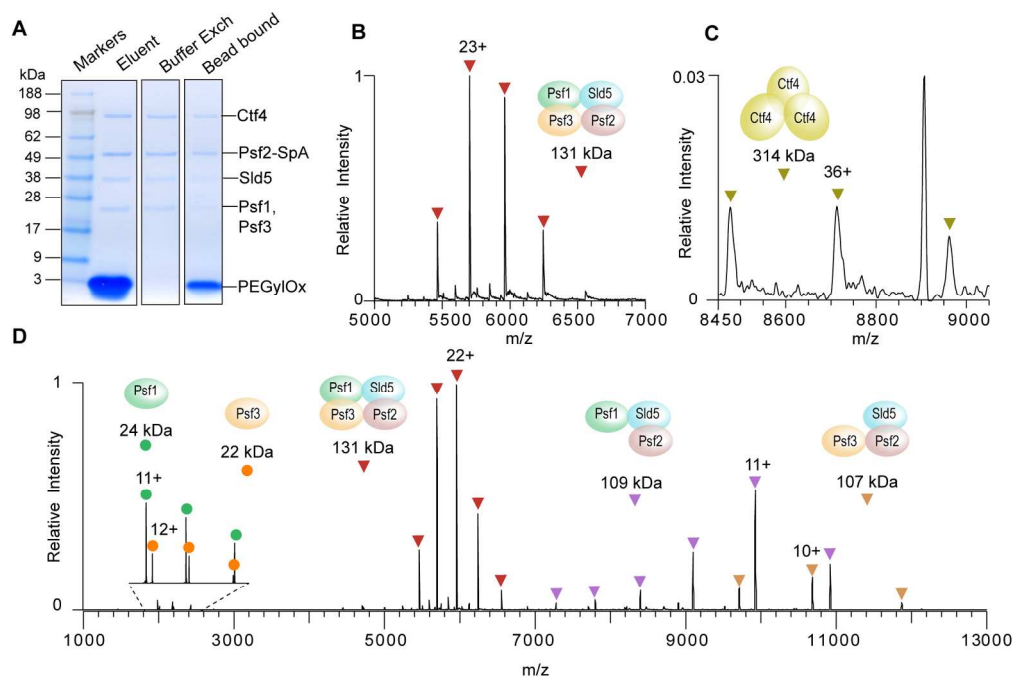 A
Markers
Eluent
Buffer Exch
Bead bound
kDa
188
98
62
49
38
28
17
9
3
Ctf4
Psf2-SpA
Sld5
Psf1,
Psf3
PEGylOx
B
Relative Intensity
1
0
23+
Psf1 Sld5
Psf3 Psf2
131 kDa
5000 5500 6000 6500 7000
m/z
C
Relative Intensity
0.03
0
Ctf4
Ctf4 Ctf4
314 kDa
36+
8450 8600 8800 9000
m/z
D
Relative Intensity
1
0
Psf1
24 kDa
11+
Psf3
22 kDa
12+
Psf1 Sld5
Psf3 Psf2
131 kDa
22+
Psf1 Sld5
Psf2
109 kDa
11+
Sld5
Psf3 Psf2
107 kDa
10+
1000 3000 5000 7000 9000 11000 13000
m/z